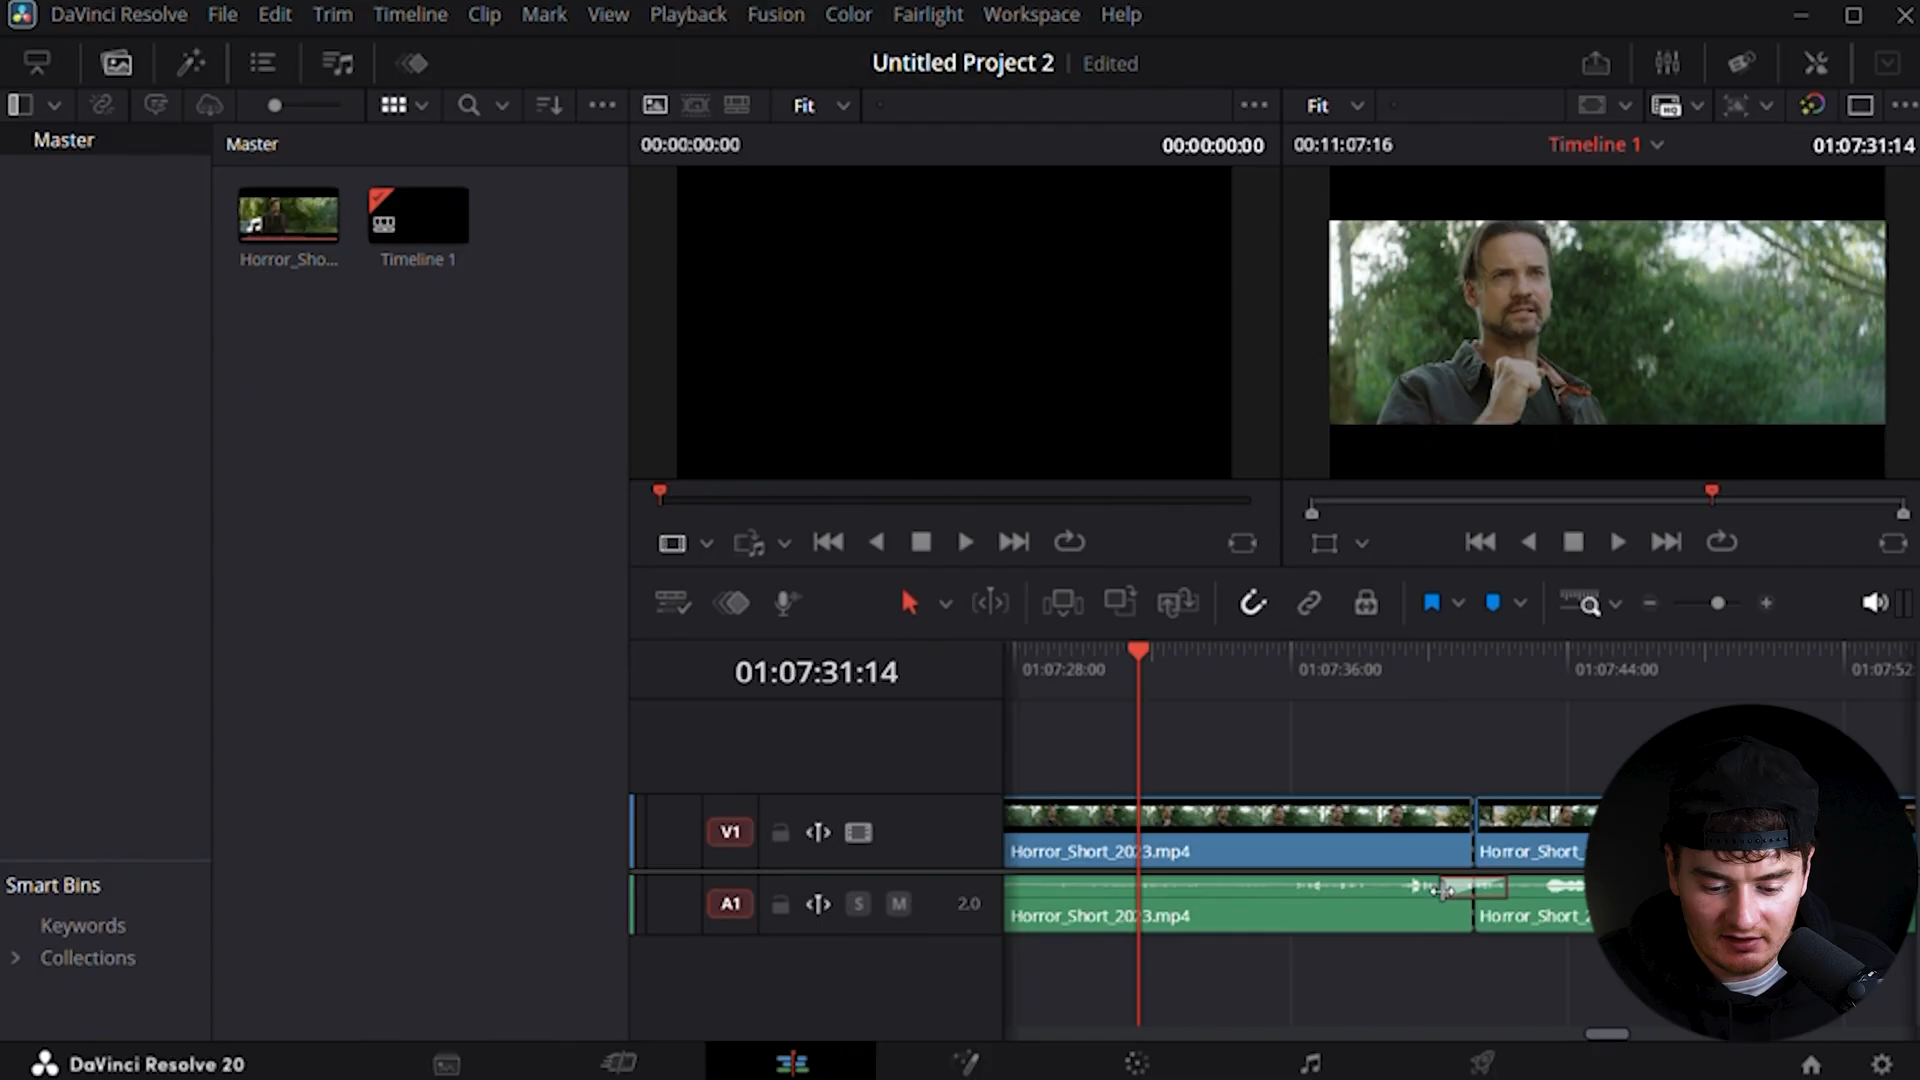 DaVinci Resolve File Edit Trim Timeline Clip Mark View Playback Fusion Color Fairlight Workspace Help
Untitled Project 2 Edited
Fit
Fit
Master
Master
00:00:00:00
00:00:00:00
00:11:07:16
Timeline 1
01:07:31:14
Horror_Sho...
Timeline 1
01:07:31:14
01:07:28:00
01:07:36:00
01:07:44:00
01:07:52
V1
Horror_Short_2023.mp4
Horror_Short_
A1
S
M
2.0
Horror_Short_2023.mp4
Horror_Short_2
Smart Bins
Keywords
Collections
DaVinci Resolve 20